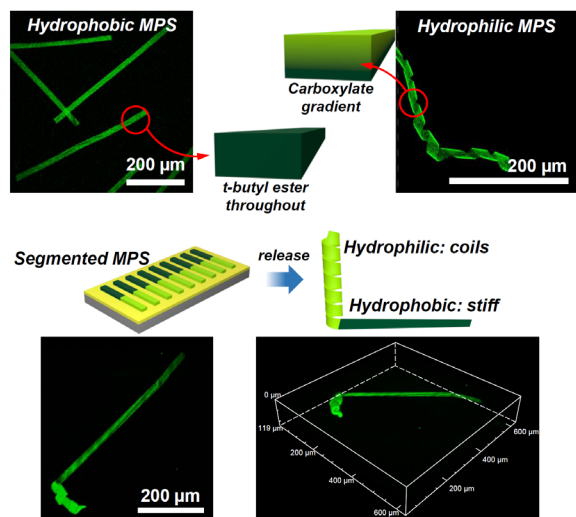 Hydrophobic MPS
200 µm
Carboxylate
gradient
t-butyl ester
throughout
Hydrophilic MPS
200 µm
Segmented MPS
release
Hydrophilic: coils
Hydrophobic: stiff
200 µm
0 µm
119 µm
200 µm
400 µm
600 µm
200 µm
400 µm
600 µm